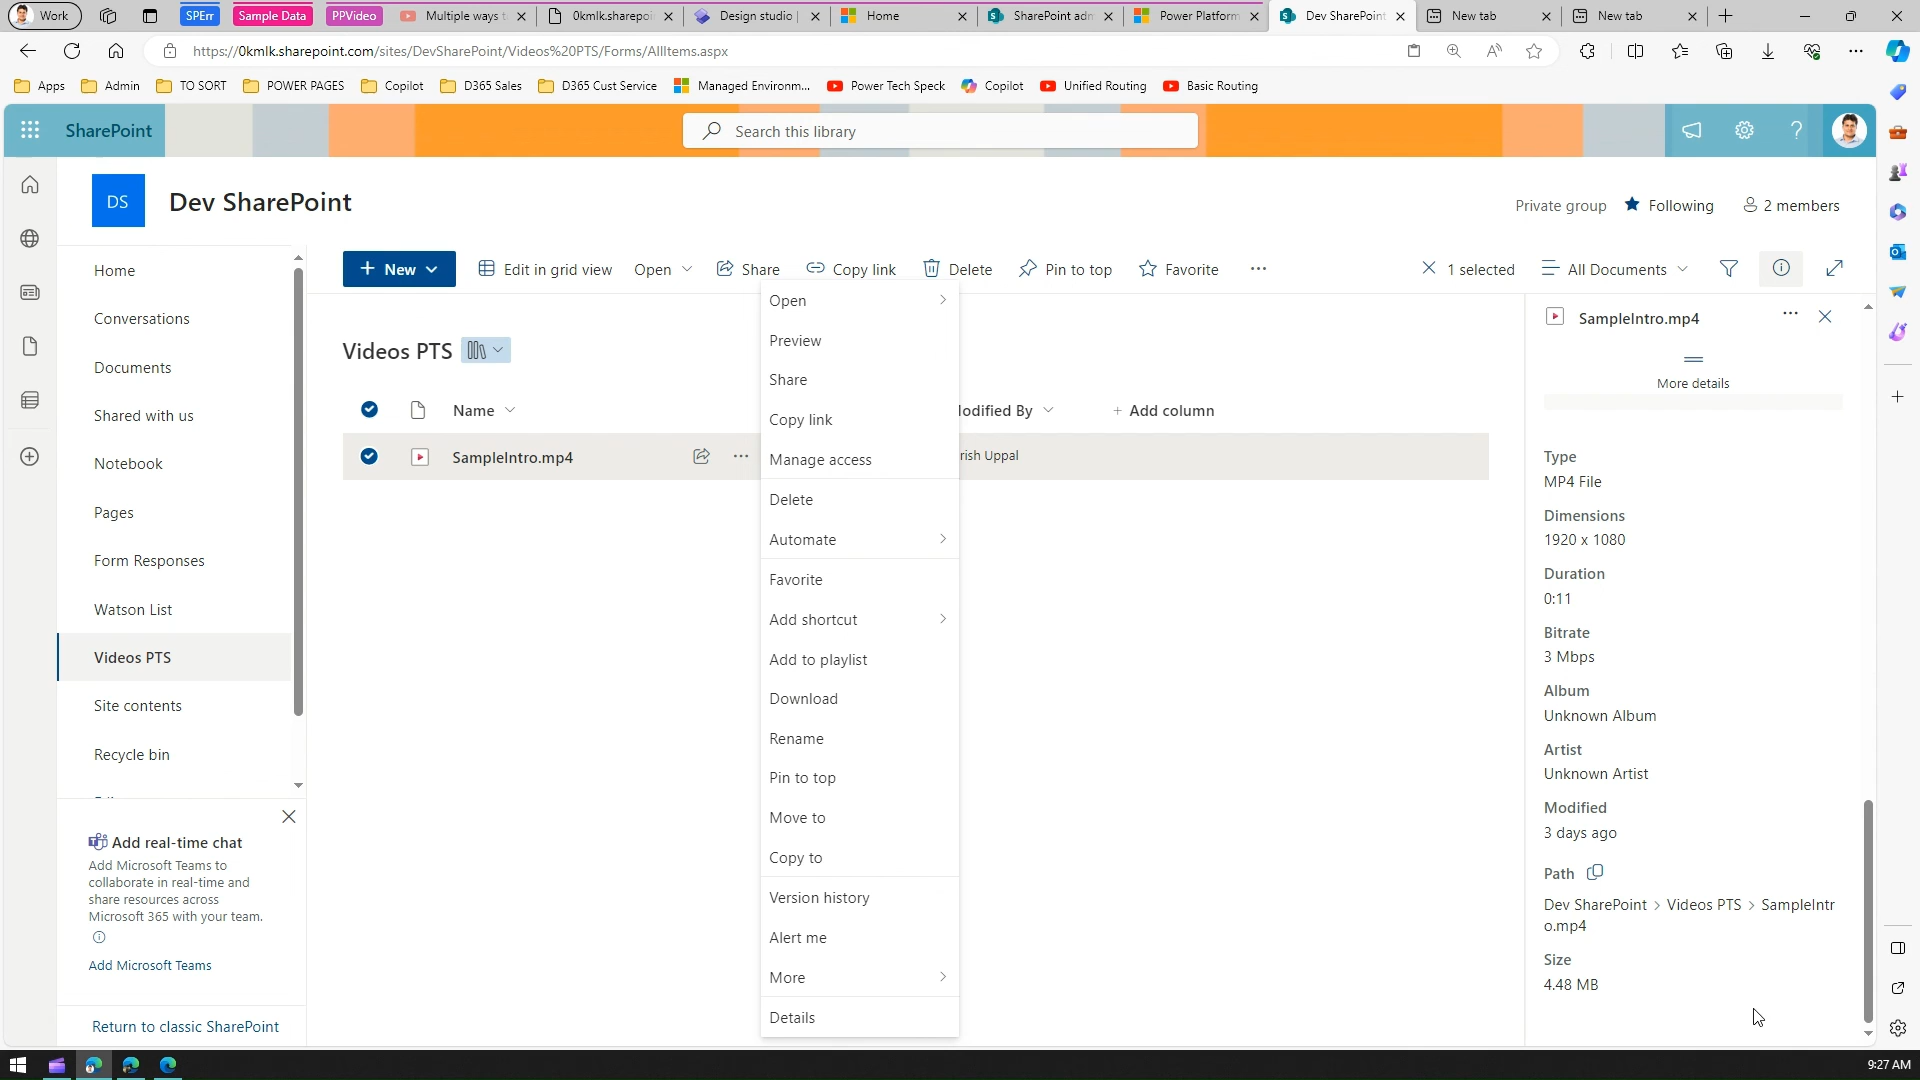 Work
SPErr
Sample Data
PPVideo
Multiple ways t
0kmlk.sharepoi
Design studio |
Home
SharePoint adm
Power Platform
Dev SharePoint
New tab
New tab
https://0kmlk.sharepoint.com/sites/DevSharePoint/Videos%20PTS/Forms/AllItems.aspx
Apps
Admin
TO SORT
POWER PAGES
Copilot
D365 Sales
D365 Cust Service
Managed Environm...
Power Tech Speck
Copilot
Unified Routing
Basic Routing
SharePoint
Search this library
DS
Dev SharePoint
Private group
Following
2 members
Home
Conversations
Documents
Shared with us
Notebook
Pages
Form Responses
Watson List
Videos PTS
Site contents
Recycle bin
Add real-time chat
Add Microsoft Teams to
collaborate in real-time and
share resources across
Microsoft 365 with your team.
Add Microsoft Teams
Return to classic SharePoint
New
Edit in grid view
Open
Share
Copy link
Delete
Pin to top
Favorite
1 selected
All Documents
Videos PTS
Name
odified By
Add column
SampleIntro.mp4
rish Uppal
Open
Preview
Share
Copy link
Manage access
Delete
Automate
Favorite
Add shortcut
Add to playlist
Download
Rename
Pin to top
Move to
Copy to
Version history
Alert me
More
Details
SampleIntro.mp4
More details
Type
MP4 File
Dimensions
1920 x 1080
Duration
0:11
Bitrate
3 Mbps
Album
Unknown Album
Artist
Unknown Artist
Modified
3 days ago
Path
Dev SharePoint > Videos PTS > SampleIntr
o.mp4
Size
4.48 MB
9:27 AM